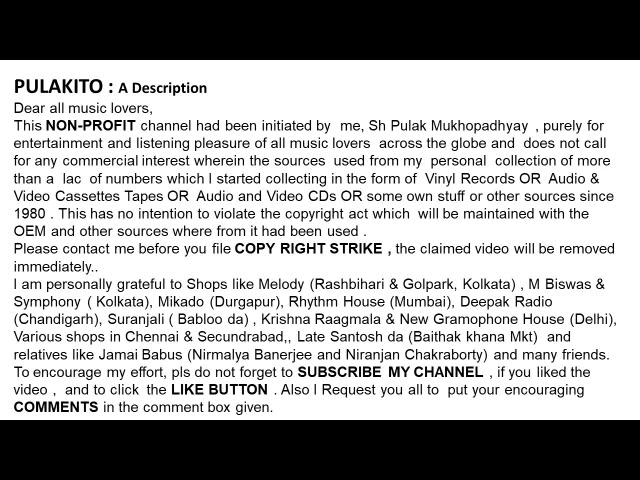 PULAKITO : A Description
Dear all music lovers,
This NON-PROFIT channel had been initiated by me, Sh Pulak Mukhopadhyay , purely for
entertainment and listening pleasure of all music lovers across the globe and does not call
for any commercial interest wherein the sources used from my personal collection of more
than a lac of numbers which I started collecting in the form of Vinyl Records OR Audio &
Video Cassettes Tapes OR Audio and Video CDs OR some own stuff or other sources since
1980 . This has no intention to violate the copyright act which will be maintained with the
OEM and other sources where from it had been used .
Please contact me before you file COPY RIGHT STRIKE , the claimed video will be removed
immediately..
I am personally grateful to Shops like Melody (Rashbihari & Golpark, Kolkata) , M Biswas &
Symphony ( Kolkata), Mikado (Durgapur), Rhythm House (Mumbai), Deepak Radio
(Chandigarh), Suranjali ( Babloo da) , Krishna Raagmala & New Gramophone House (Delhi),
Various shops in Chennai & Secundrabad,, Late Santosh da (Baithak khana Mkt) and
relatives like Jamai Babus (Nirmalya Banerjee and Niranjan Chakraborty) and many friends.
To encourage my effort, pls do not forget to SUBSCRIBE MY CHANNEL , if you liked the
video , and to click the LIKE BUTTON . Also I Request you all to put your encouraging
COMMENTS in the comment box given.